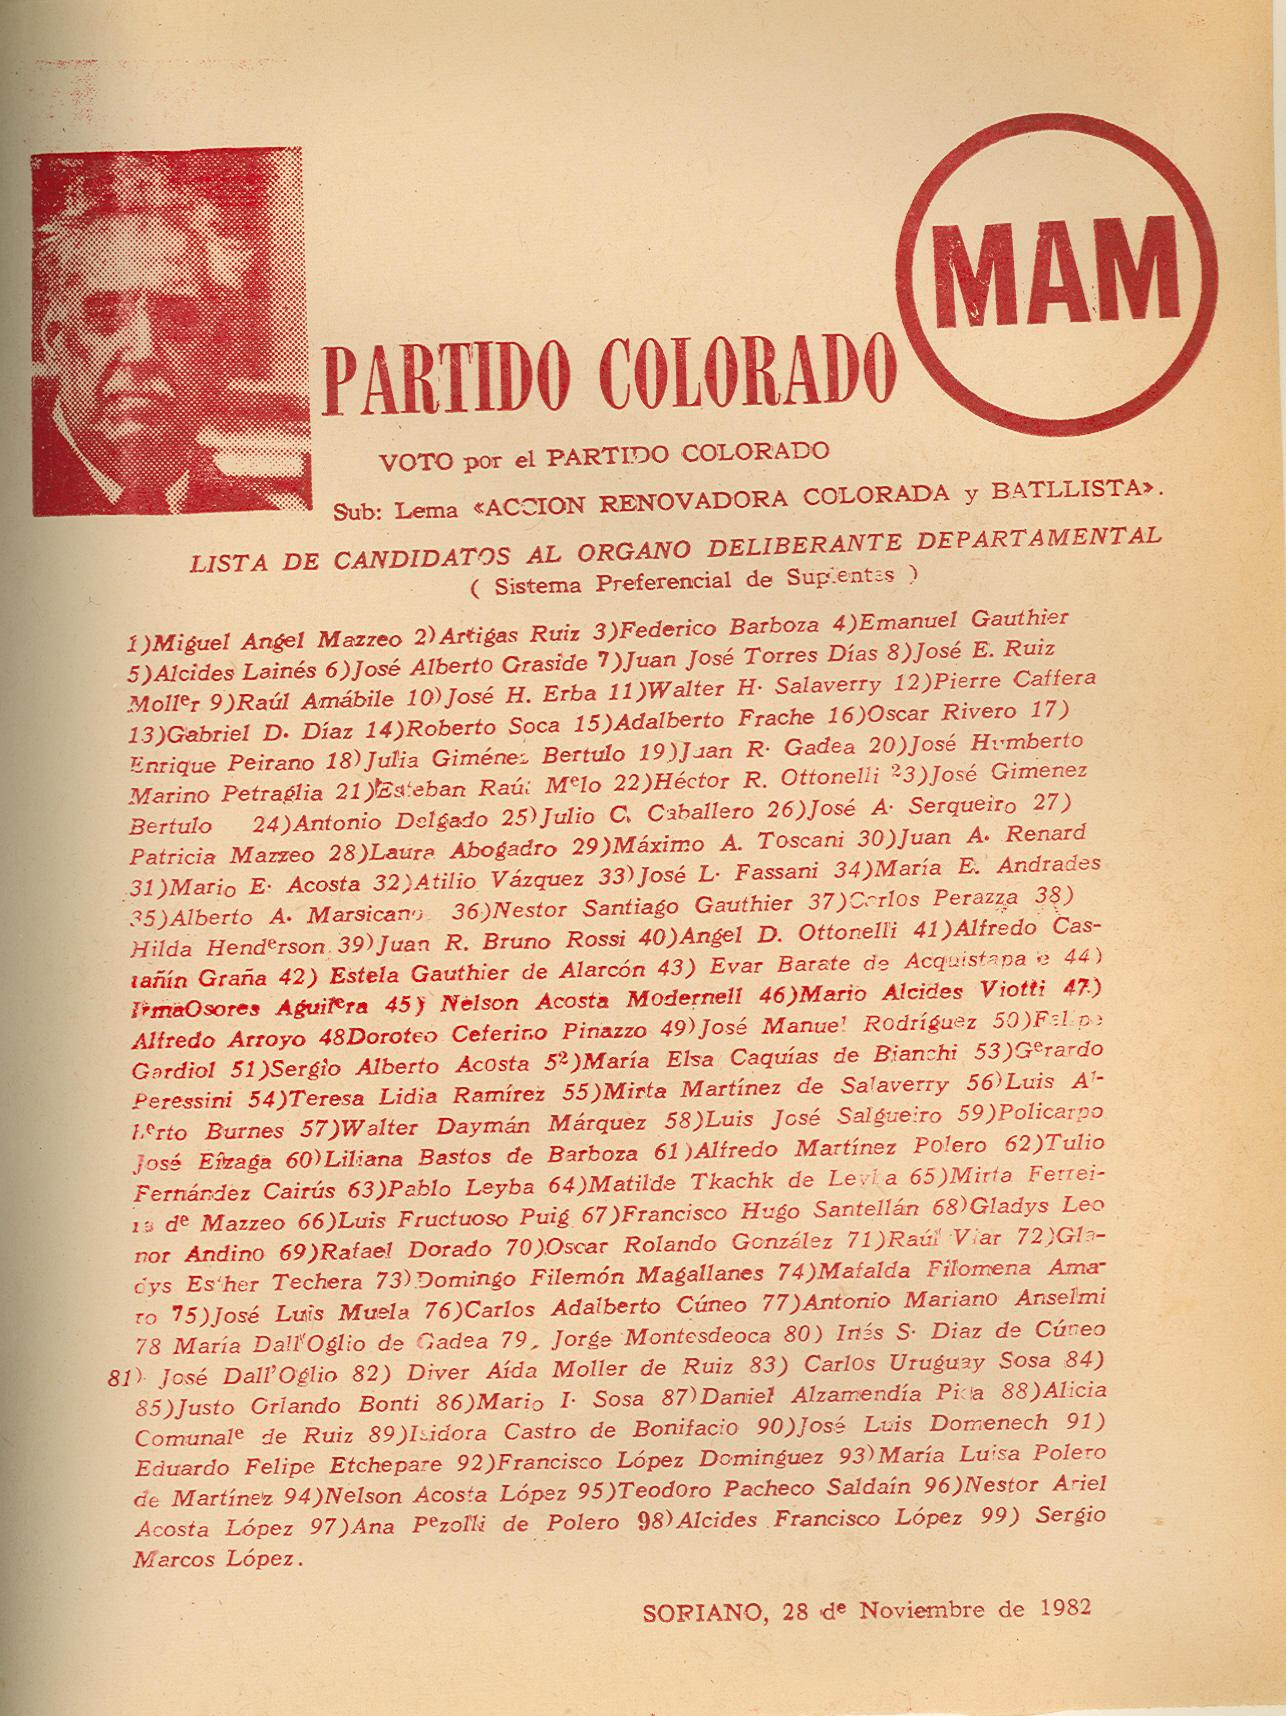 MAM
PARTIDO COLORADO
VOTO por el PARTIDO COLORADO
Sub: Lema «ACCION RENOVADORA COLORADA y BATLLISTA».
LISTA DE CANDIDATOS AL ORGANO DELIBERANTE DEPARTAMENTAL
( Sistema Preferencial de Suplentes )
1)Miguel Angel Mazzeo 2)Artigas Ruiz 3)Federico Barboza 4)Emanuel Gauthier
5)Alcides Lainés 6)José Alberto Graside 7)Juan José Torres Días 8)José E. Ruiz
Moller 9)Raúl Amábile 10)José H. Erba 11)Walter H. Salaverry 12)Pierre Caffera
13)Gabriel D. Díaz 14)Roberto Soca 15)Adalberto Frache 16)Oscar Rivero 17)
Enrique Peirano 18)Julia Giménez Bertulo 19)Juan R. Gadea 20)José Humberto
Marino Petraglia 21)Esteban Raúl Melo 22)Héctor R. Ottonelli 23)José Gimenez
Bertulo 24)Antonio Delgado 25)Julio C. Caballero 26)José A. Serqueiro 27)
Patricia Mazzeo 28)Laura Abogadro 29)Máximo A. Toscani 30)Juan A. Renard
31)Mario E. Acosta 32)Atilio Vázquez 33)José L. Fassani 34)María E. Andrades
35)Alberto A. Marsicano 36)Nestor Santiago Gauthier 37)Carlos Perazza 38)
Hilda Henderson 39)Juan R. Bruno Rossi 40)Angel D. Ottonelli 41)Alfredo Cas-
tañín Graña 42) Estela Gauthier de Alarcón 43) Evar Barate de Acquistapa e 44)
IrmaOsores Aguilera 45) Nelson Acosta Modernell 46)Mario Alcides Viotti 47)
Alfredo Arroyo 48Doroteo Ceferino Pinazzo 49)José Manuel Rodríguez 50)Felipe
Gardiol 51)Sergio Alberto Acosta 52)María Elsa Caquías de Bianchi 53)Gerardo
Peressini 54)Teresa Lidia Ramírez 55)Mirta Martínez de Salaverry 56)Luis Al-
berto Burnes 57)Walter Daymán Márquez 58)Luis José Salgueiro 59)Policarpo
José Elizaga 60)Liliana Bastos de Barboza 61)Alfredo Martínez Polero 62)Tulio
Fernández Cairús 63)Pablo Leyba 64)Matilde Tkachk de Leyba 65)Mirta Ferrei-
ra de Mazzeo 66)Luis Fructuoso Puig 67)Francisco Hugo Santellán 68)Gladys Leo
nor Andino 69)Rafael Dorado 70)Oscar Rolando González 71)Raúl Viar 72)Gla-
dys Esther Techera 73)Domingo Filemón Magallanes 74)Mafalda Filomena Ama-
ro 75)José Luis Muela 76)Carlos Adalberto Cúneo 77)Antonio Mariano Anselmi
78 María Dall'Oglio de Gadea 79, Jorge Montesdeoca 80) Inés S. Diaz de Cúneo
81) José Dall'Oglio 82) Diver Aída Moller de Ruiz 83) Carlos Uruguay Sosa 84)
85)Justo Orlando Bonti 86)Mario I. Sosa 87)Daniel Alzamendía 88)Alicia
Comunale de Ruiz 89)Isidora Castro de Bonifacio 90)José Luis Domenech 91)
Eduardo Felipe Etchepare 92)Francisco López Dominguez 93)María Luisa Polero
de Martínez 94)Nelson Acosta López 95)Teodoro Pacheco Saldaín 96)Nestor Ariel
Acosta López 97)Ana Pezolli de Polero 98)Alcides Francisco López 99) Sergio
Marcos López.
SORIANO, 28 de Noviembre de 1982